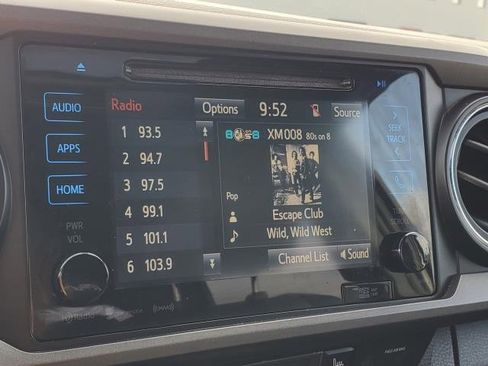 AUDIO
APPS
HOME
PWR
VOL
Radio
Options
9:52
Source
1 93.5
2 94.7
3 97.5
4 99.1
5 101.1
6 103.9
XM008 80s on 8
Pop
Escape Club
Wild, Wild West
Channel List
Sound
SEEK
TRACK
HD Radio